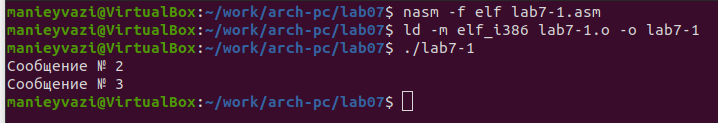 manieyvazi@VirtualBox:~/work/arch-pc/lab07$ nasm -f elf lab7-1.asm
manieyvazi@VirtualBox:~/work/arch-pc/lab07$ ld -m elf_i386 lab7-1.o -o lab7-1
manieyvazi@VirtualBox:~/work/arch-pc/lab07$ ./lab7-1
Сообщение № 2
Сообщение № 3
manieyvazi@VirtualBox:~/work/arch-pc/lab07$